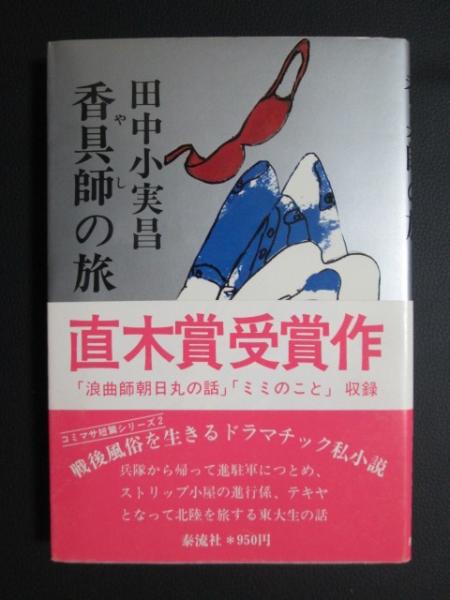 田中小実昌
香具師の旅
やし
直木賞受賞作
「浪曲師朝日丸の話」「ミミのこと」 収録
コミマサ短篇シリーズ2
戦後風俗を生きるドラマチック私小説
兵隊から帰って進駐軍につとめ、
ストリップ小屋の進行係、テキヤ
となって北陸を旅する東大生の話
泰流社*950円